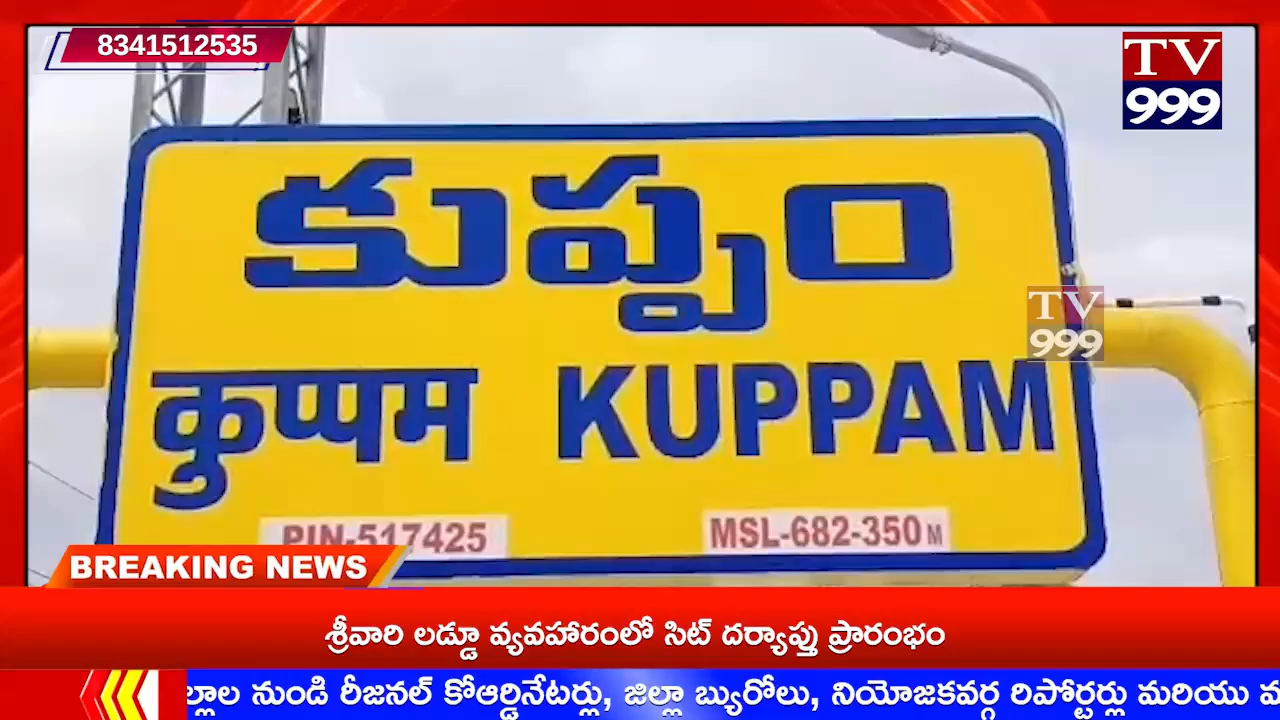 8341512535
TV
999
కుప్పం
TV
999
कुप्पम KUPPAM
PIN-517425 MSL-682-350 M
BREAKING NEWS
శ్రీవారి లడ్డూ వ్యవహారంలో సిట్ దర్యాప్తు ప్రారంభం
ల్లాల నుండి రీజనల్ కోఆర్డినేటర్లు, జిల్లా బ్యురోలు, నియోజకవర్గ రిపోర్టర్లు మరియు